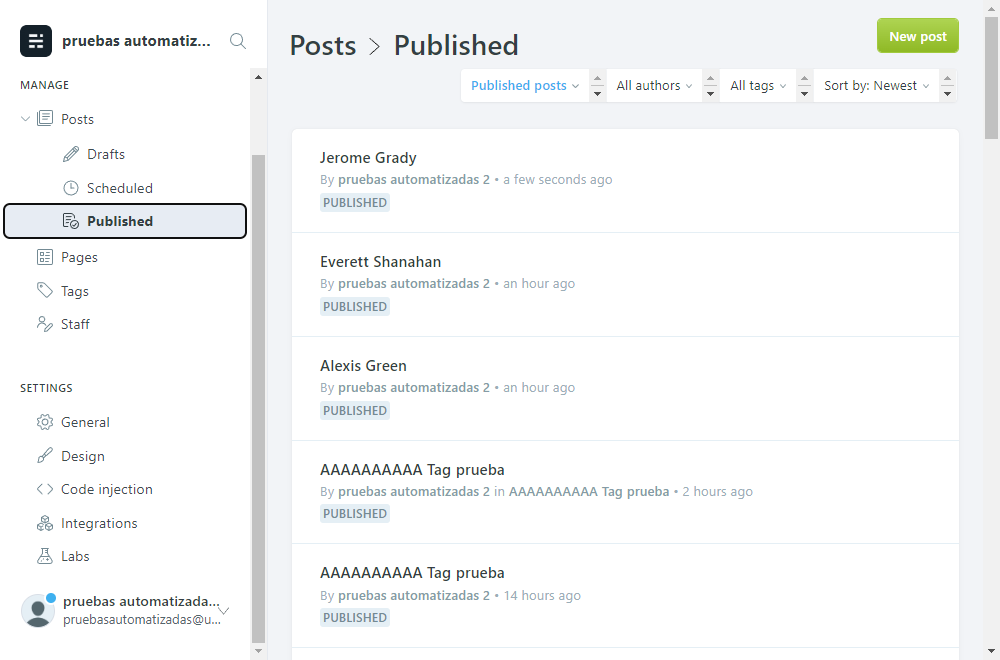 pruebas automatiz...
MANAGE
Posts
Drafts
Scheduled
Published
Pages
Tags
Staff
SETTINGS
General
Design
Code injection
Integrations
Labs
pruebas automatizada...
pruebasautomatizadas@u...
Posts > Published
New post
Published posts
All authors
All tags
Sort by: Newest
Jerome Grady
By pruebas automatizadas 2 • a few seconds ago
PUBLISHED
Everett Shanahan
By pruebas automatizadas 2 • an hour ago
PUBLISHED
Alexis Green
By pruebas automatizadas 2 • an hour ago
PUBLISHED
AAAAAAAAAA Tag prueba
By pruebas automatizadas 2 in AAAAAAAAAA Tag prueba • 2 hours ago
PUBLISHED
AAAAAAAAAA Tag prueba
By pruebas automatizadas 2 • 14 hours ago
PUBLISHED